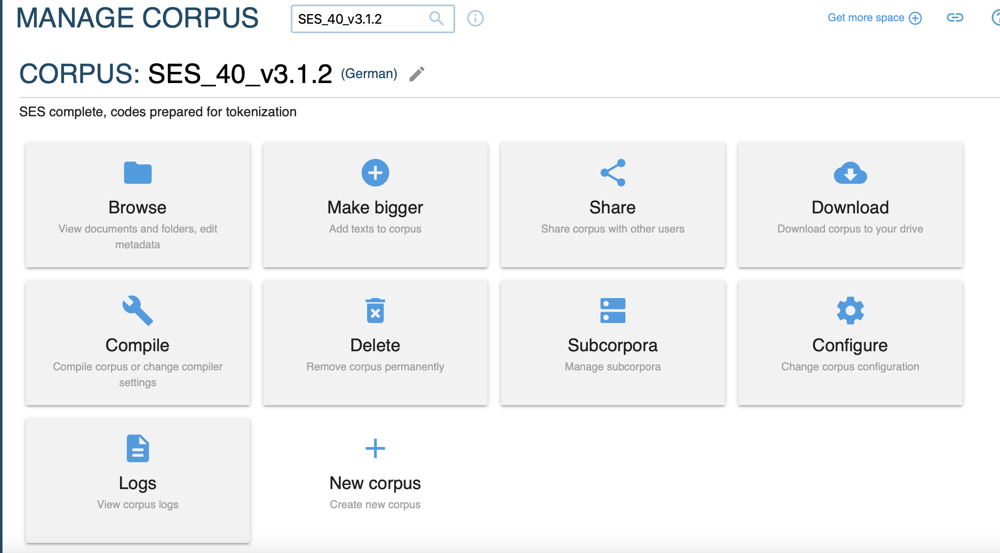 MANAGE CORPUS
SES_40_v3.1.2
Get more space
CORPUS: SES_40_v3.1.2 (German)
SES complete, codes prepared for tokenization
Browse
View documents and folders, edit
metadata
Make bigger
Add texts to corpus
Share
Share corpus with other users
Download
Download corpus to your drive
Compile
Compile corpus or change compiler
settings
Delete
Remove corpus permanently
Subcorpora
Manage subcorpora
Configure
Change corpus configuration
Logs
View corpus logs
New corpus
Create new corpus